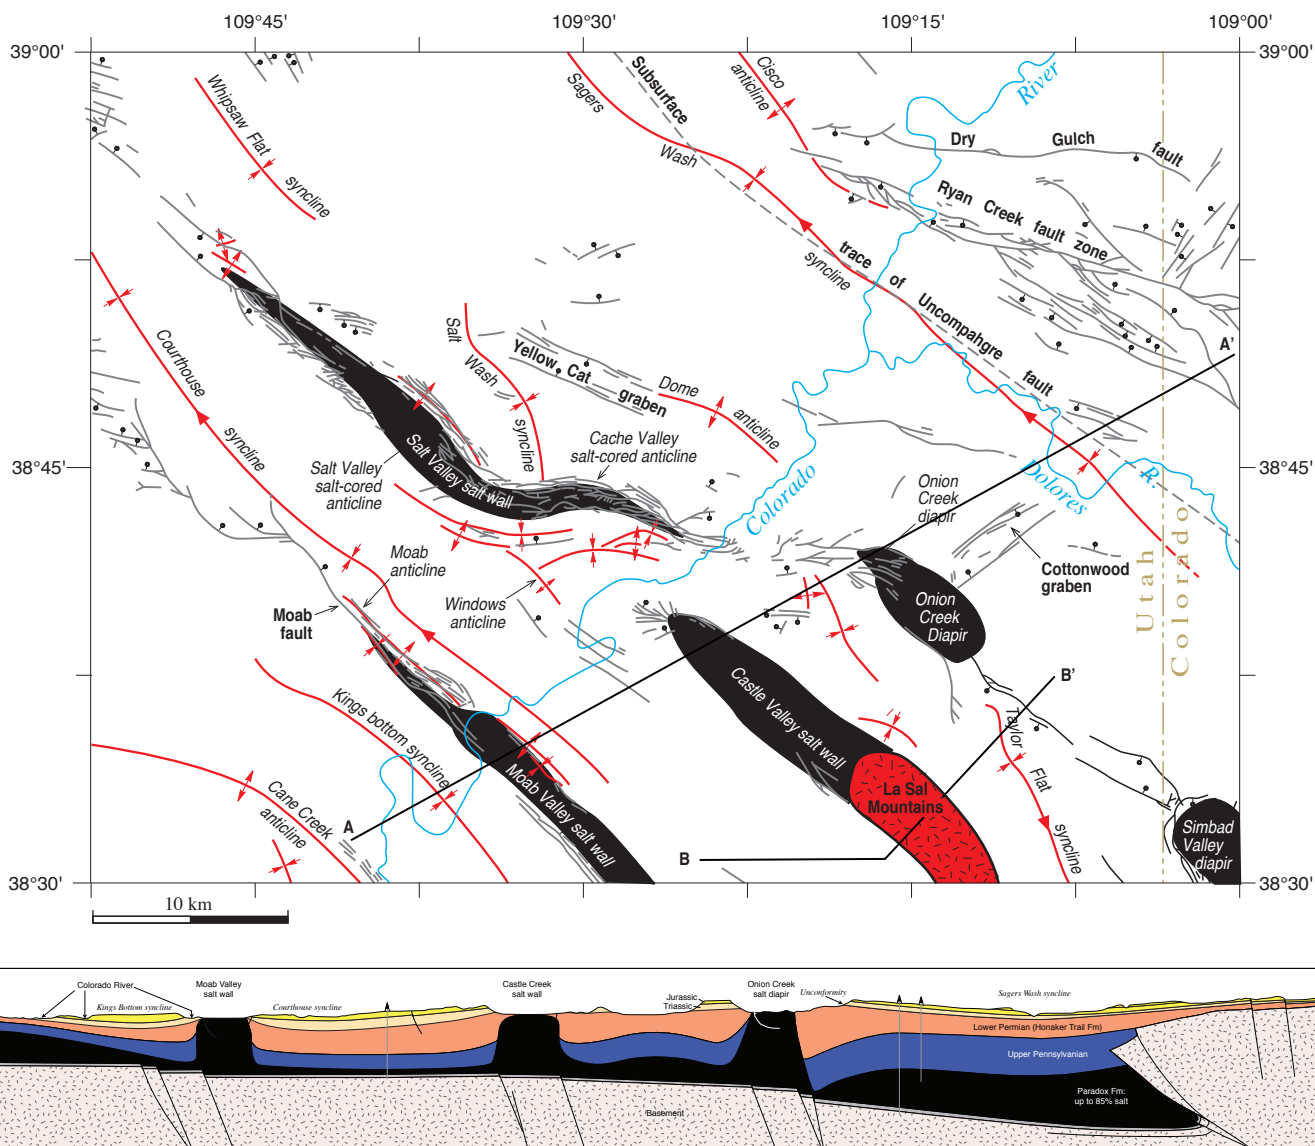 109°45'
109°30'
109°15'
109°00'
39°00'
39°00'
Whipsaw Flat
syncline
Sagers
Wash
syncline
Subsurface
trace of Uncompahgre
fault
Cisco
anticline
River
Dry Gulch fault
Ryan Creek fault zone
A'
Courthouse
syncline
Salt
Wash
syncline
Yellow Cat
graben
Dome
anticline
Cache Valley
salt-cored anticline
Salt Valley salt wall
Salt Valley
salt-cored
anticline
38°45'
38°45'
Colorado
Dolores
R.
Onion
Creek
diapir
Cottonwood
graben
Utah
Colorado
Moab
anticline
Moab
fault
Windows
anticline
Onion
Creek
Diapir
B'
Kings bottom syncline
Castle Valley salt wall
Taylor
Flat
syncline
Cane Creek
anticline
A
Moab Valley salt wall
La Sal
Mountains
B
Simbad
Valley
diapir
38°30'
38°30'
10 km
Colorado River
Kings Bottom syncline
Moab Valley
salt wall
Courthouse syncline
Castle Creek
salt wall
Jurassic
Triassic
Onion Creek
salt diapir
Unconformity
Sagers Wash syncline
Lower Permian (Honaker Trail Fm)
Upper Pennsylvanian
Paradox Fm:
up to 85% salt
Basement